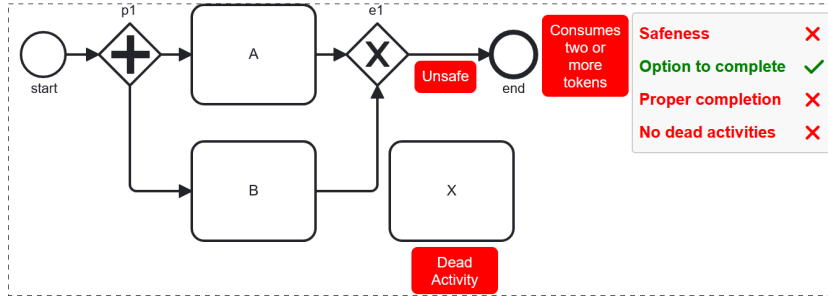 p1
e1
A
start
Unsafe
end
Consumes
two or
more
tokens
Safeness
Option to complete
Proper completion
No dead activities
B
X
Dead
Activity